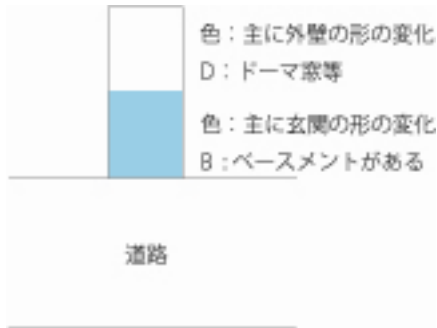 色：主に外壁の形の変化
D：ドーマ窓等
色：主に玄関の形の変化
B：ベースメントがある
道路